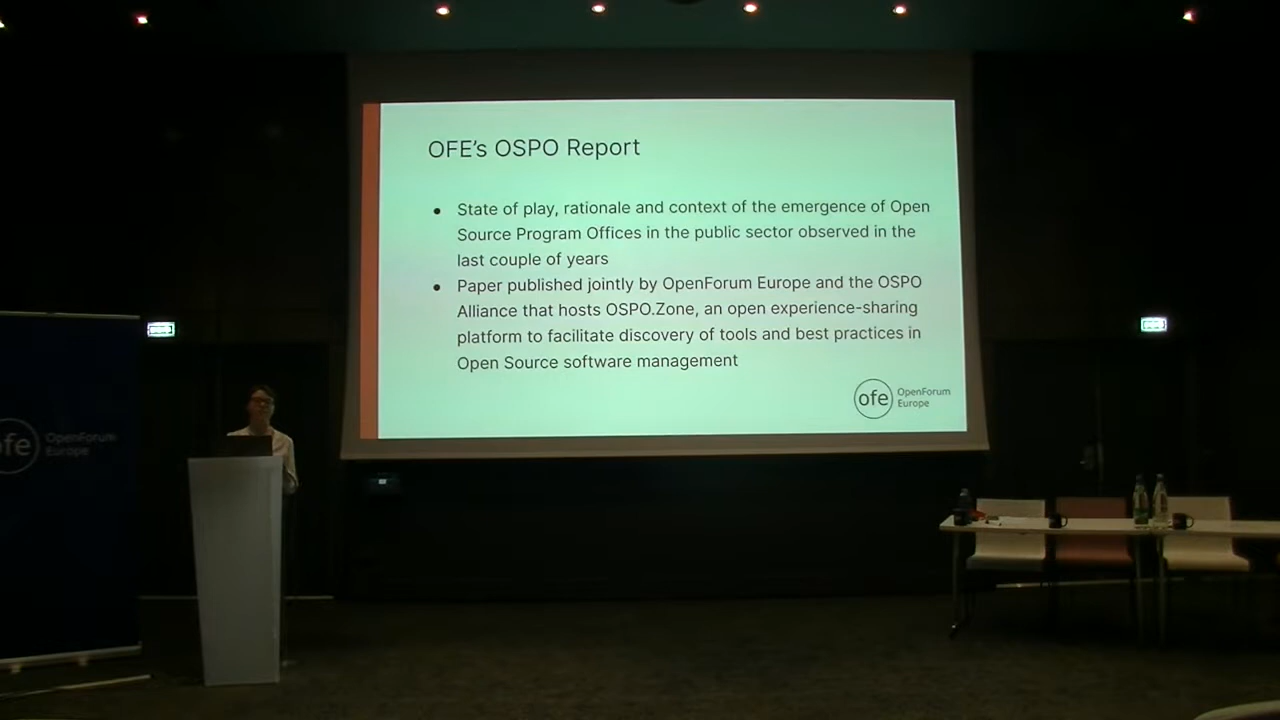 OFE's OSPO Report
● State of play, rationale and context of the emergence of Open
Source Program Offices in the public sector observed in the
last couple of years
● Paper published jointly by OpenForum Europe and the OSPO
Alliance that hosts OSPO.Zone, an open experience-sharing
platform to facilitate discovery of tools and best practices in
Open Source software management
ofe OpenForum
Europe
ofe OpenForum
Europe